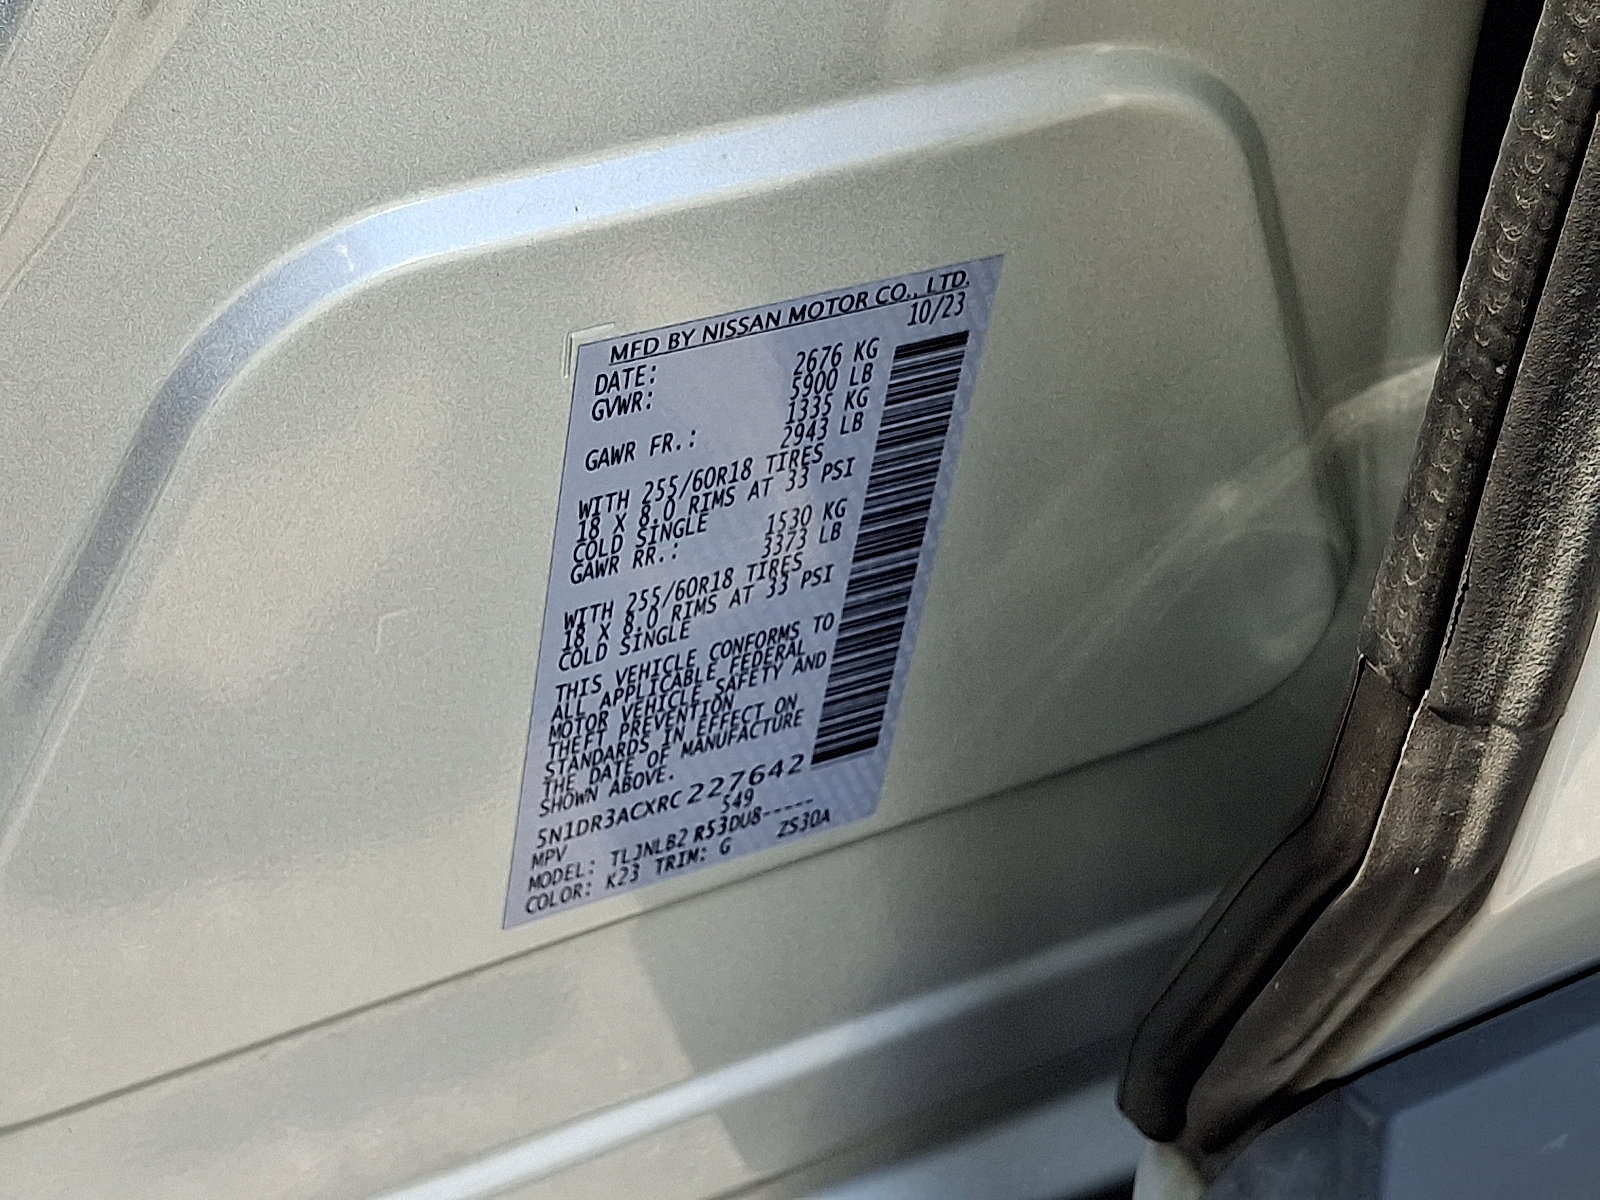 MFD BY NISSAN MOTOR CO., LTD.
DATE: 10/23
GVWR: 2676 KG
5900 LB
GAWR FR.: 1335 KG
2943 LB
WITH 255/60R18 TIRES
18 X 8.0 RIMS AT 33 PSI
COLD SINGLE
GAWR RR.: 1530 KG
3373 LB
WITH 255/60R18 TIRES
18 X 8.0 RIMS AT 33 PSI
COLD SINGLE
THIS VEHICLE CONFORMS TO
ALL APPLICABLE FEDERAL
MOTOR VEHICLE SAFETY AND
THEFT PREVENTION
STANDARDS IN EFFECT ON
THE DATE OF MANUFACTURE
SHOWN ABOVE.
5N1DR3ACXRC227642
MPV 549
MODEL: TLJNLB2 R53DU8-----
COLOR: K23 TRIM: G ZS30A